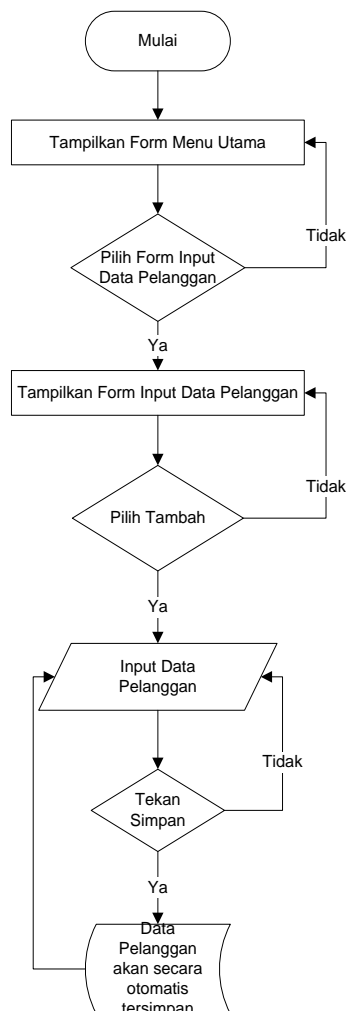 Mulai
Tampilkan Form Menu Utama
Tidak
Pilih Form Input
Data Pelanggan
Ya
Tampilkan Form Input Data Pelanggan
Tidak
Pilih Tambah
Ya
Input Data
Pelanggan
Tidak
Tekan
Simpan
Ya
Data
Pelanggan
akan secara
otomatis
tersimpan